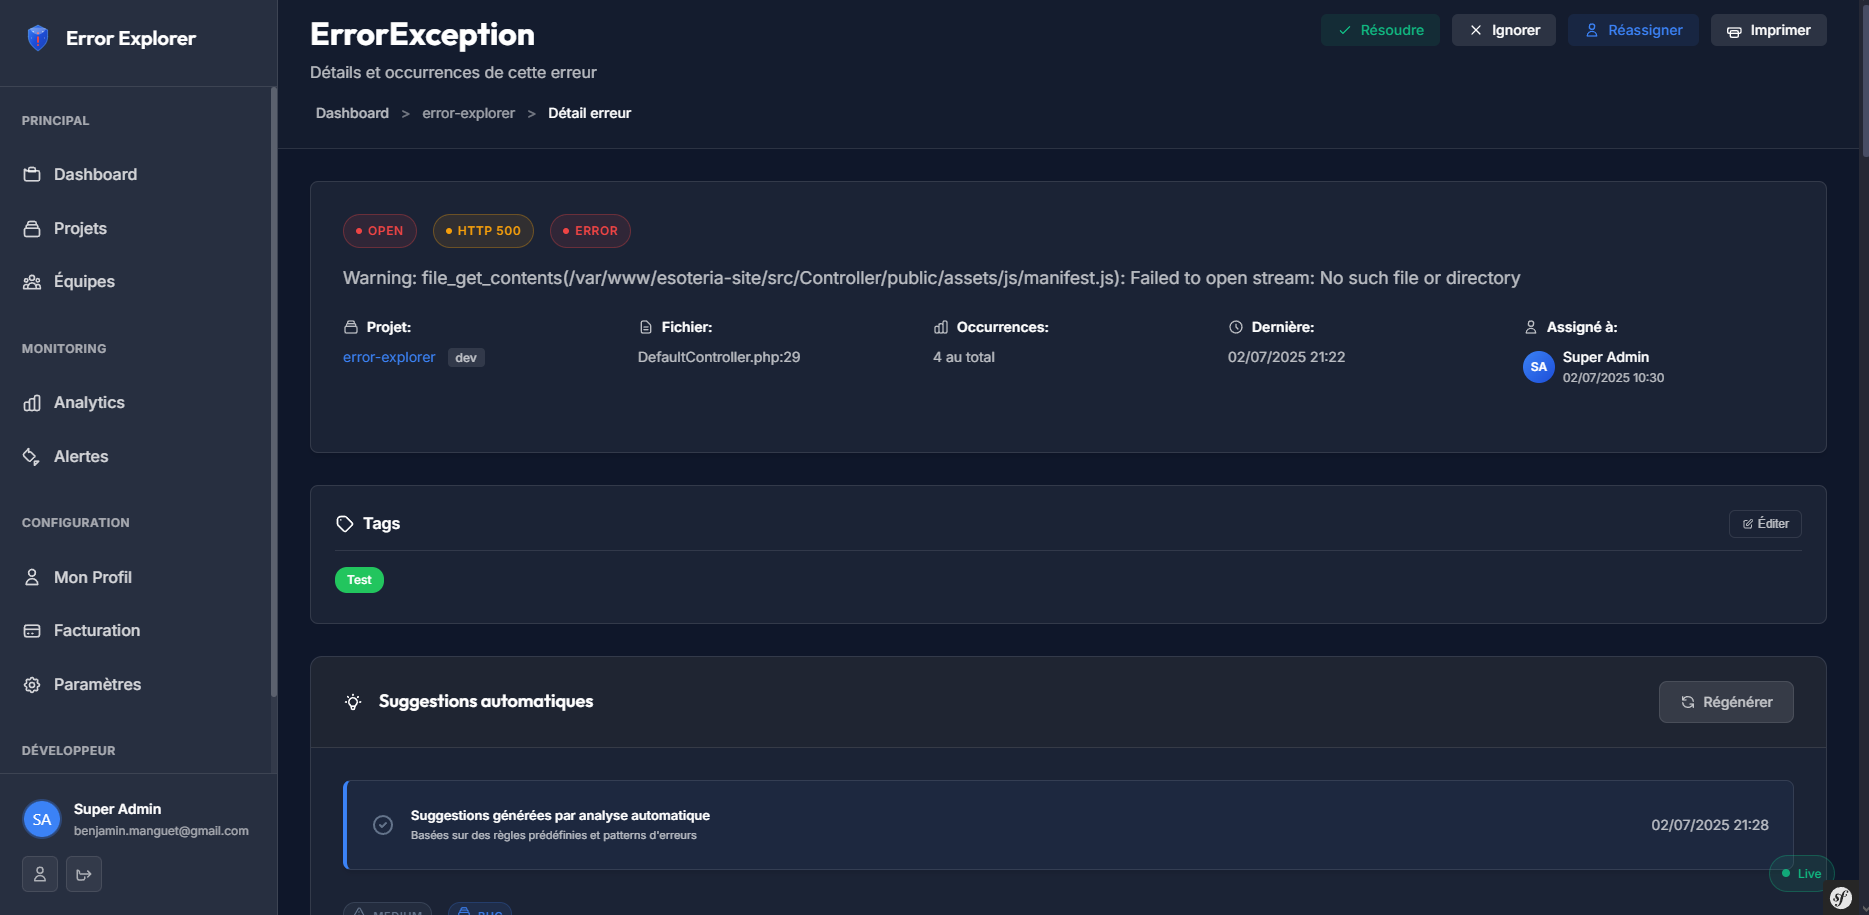 Error Explorer
PRINCIPAL
Dashboard
Projets
Équipes
MONITORING
Analytics
Alertes
CONFIGURATION
Mon Profil
Facturation
Paramètres
DÉVELOPPEUR
SA
Super Admin
benjamin.manguet@gmail.com
ErrorException
Détails et occurrences de cette erreur
Résoudre
Ignorer
Réassigner
Imprimer
Dashboard > error-explorer > Détail erreur
OPEN
HTTP 500
ERROR
Warning: file_get_contents(/var/www/esoteria-site/src/Controller/public/assets/js/manifest.js): Failed to open stream: No such file or directory
Projet:
error-explorer dev
Fichier:
DefaultController.php:29
Occurrences:
4 au total
Dernière:
02/07/2025 21:22
Assigné à:
SA
Super Admin
02/07/2025 10:30
Tags
Éditer
Test
Suggestions automatiques
Régénérer
Suggestions générées par analyse automatique
Basées sur des règles prédéfinies et patterns d'erreurs
02/07/2025 21:28
Live
sf
MEDIUM
BUG